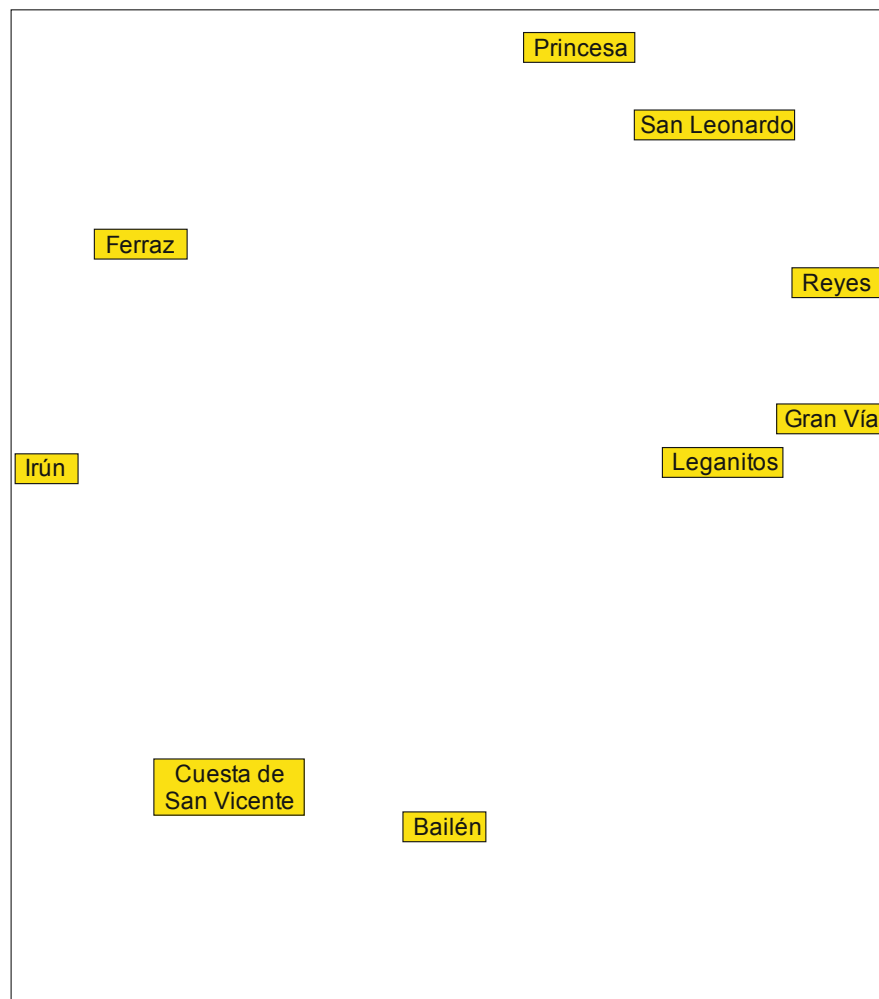 Princesa
San Leonardo
Ferraz
Reyes
Gran Vía
Leganitos
Irún
Cuesta de
San Vicente
Bailén